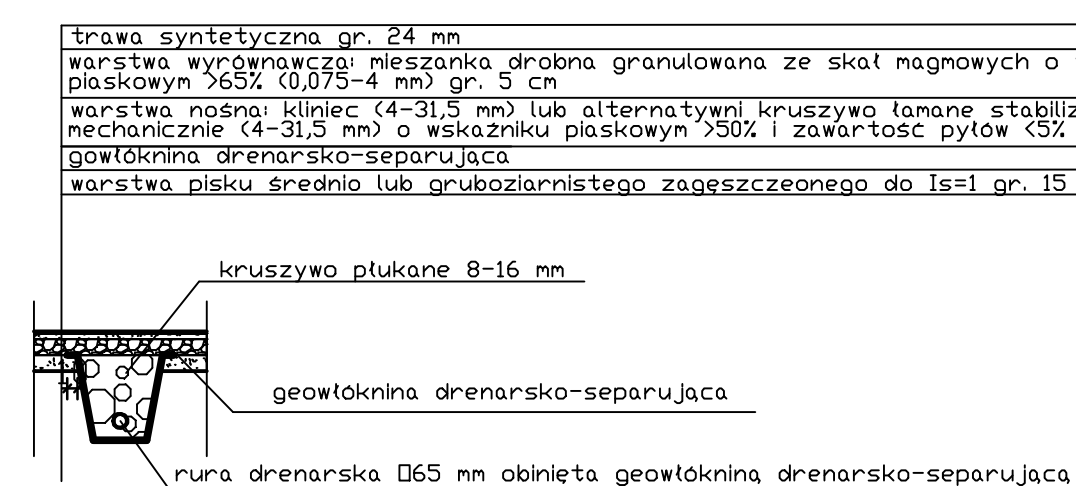 trawa syntetyczna gr. 24 mm
warstwa wyrównawcza: mieszanka drobna granulowana ze skał magmowych o
piaskowym >65% (0,075-4 mm) gr. 5 cm
warstwa nośna: kliniec (4-31,5 mm) lub alternatywni kruszywo łamane stabiliz
mechanicznie (4-31,5 mm) o wskaźniku piaskowym >50% i zawartość pyłów <5%
gowłóknina drenarsko-separująca
warstwa pisku średnio lub gruboziarnistego zagęszczeonego do Is=1 gr. 15
kruszywo płukane 8-16 mm
geowłóknina drenarsko-separująca
rura drenarska □65 mm obinięta geowłókniną drenarsko-separującą